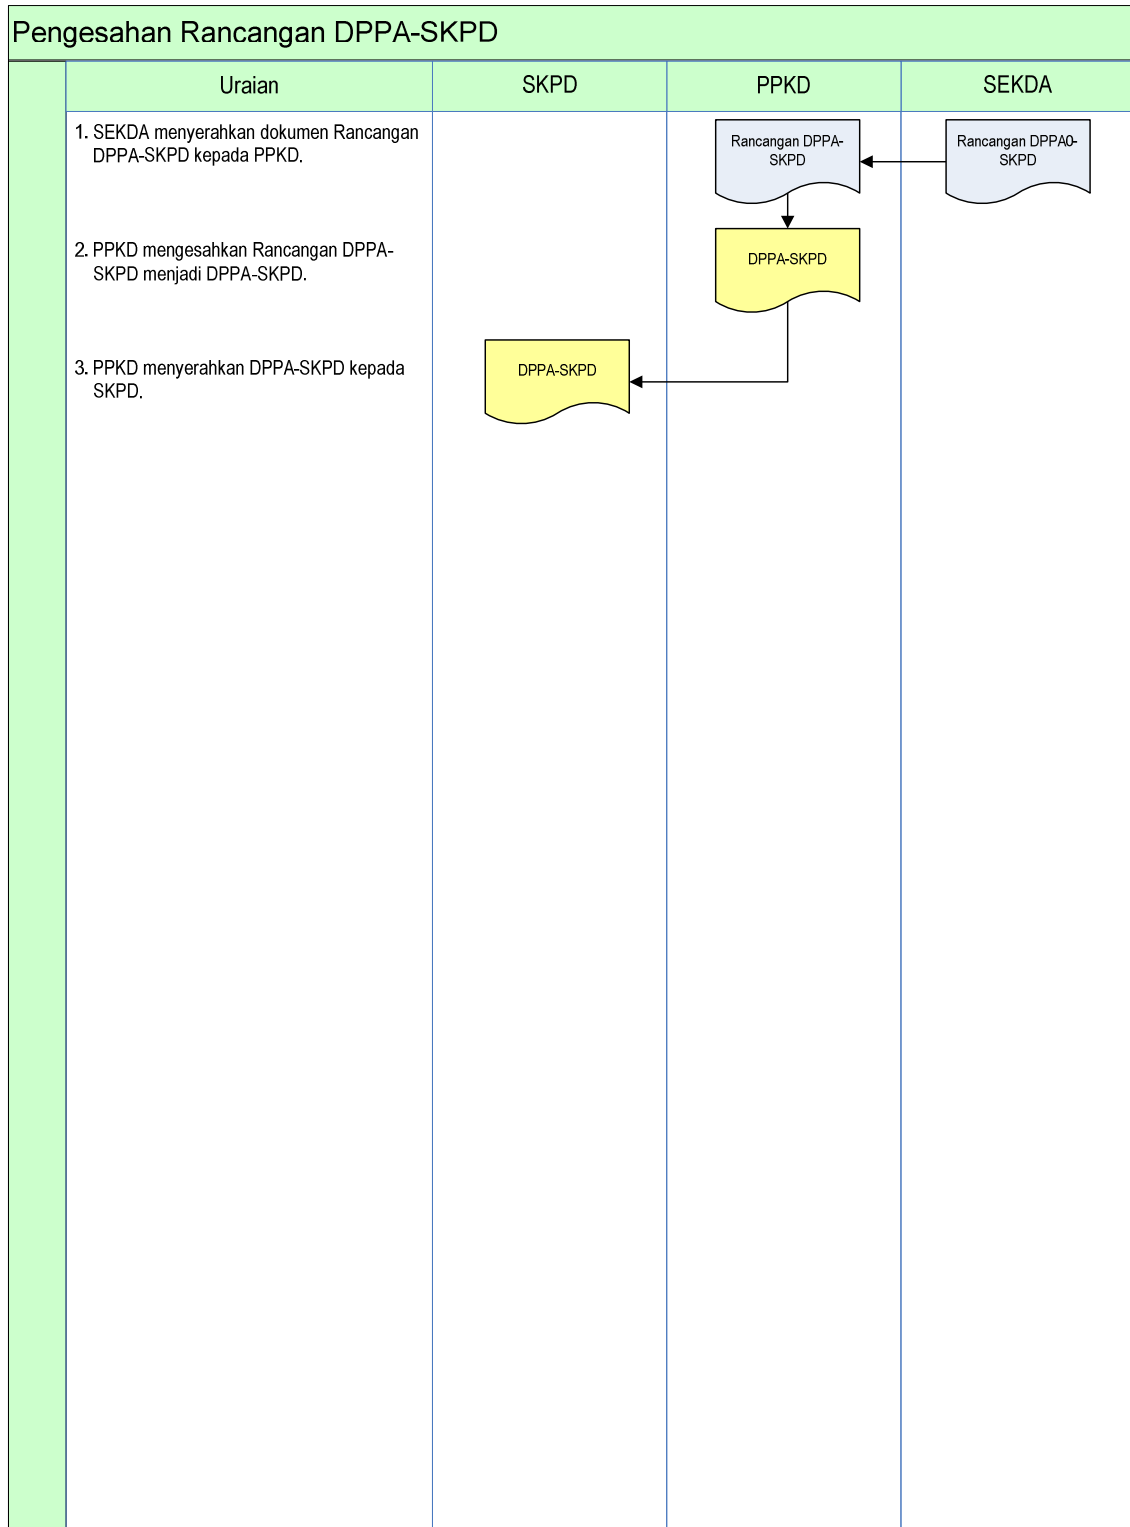 Pengesahan Rancangan DPPA-SKPD
Uraian
SKPD
PPKD
SEKDA
1. SEKDA menyerahkan dokumen Rancangan
DPPA-SKPD kepada PPKD.
Rancangan DPPA-
SKPD
Rancangan DPPA0-
SKPD
2. PPKD mengesahkan Rancangan DPPA-
SKPD menjadi DPPA-SKPD.
DPPA-SKPD
3. PPKD menyerahkan DPPA-SKPD kepada
SKPD.
DPPA-SKPD